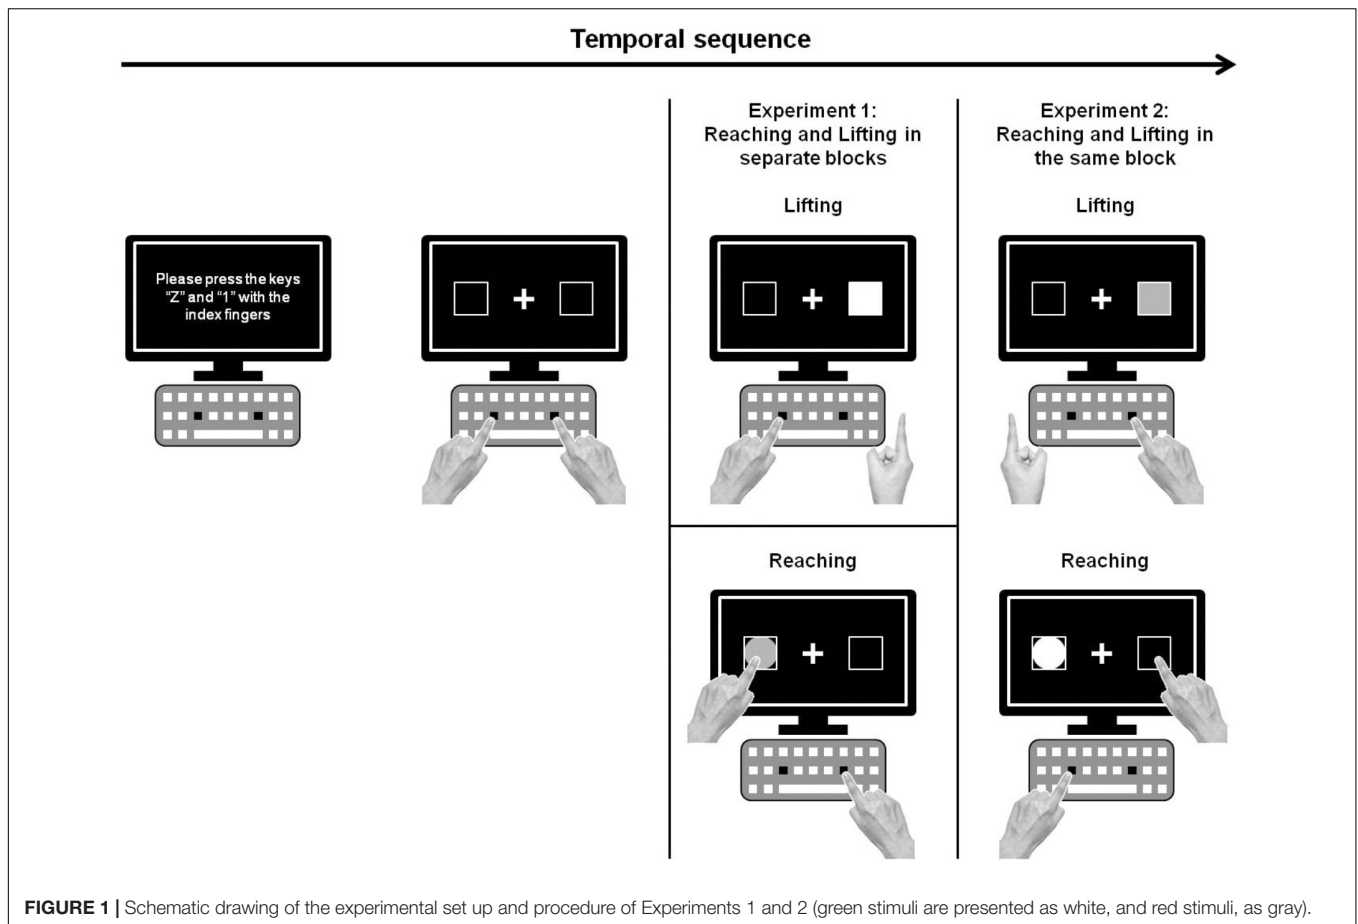 Temporal sequence
Experiment 1:
Reaching and Lifting in
separate blocks
Experiment 2:
Reaching and Lifting in
the same block
Lifting
Lifting
Please press the keys
“Z” and “1” with the
index fingers
Reaching
Reaching
FIGURE 1 | Schematic drawing of the experimental set up and procedure of Experiments 1 and 2 (green stimuli are presented as white, and red stimuli, as gray).